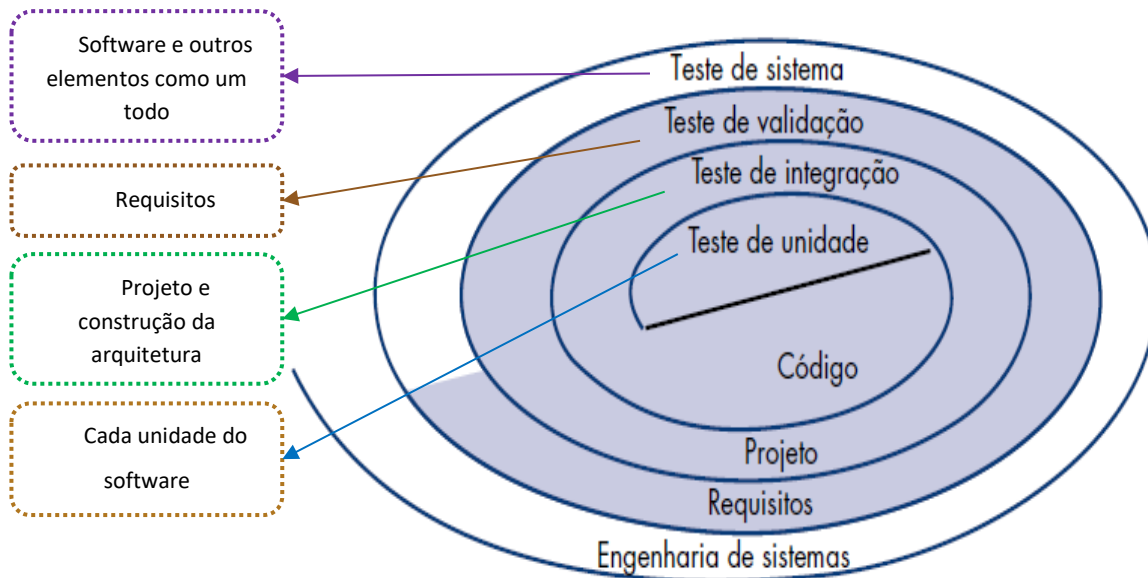 Software e outros
elementos como um
todo
Requisitos
Projeto e
construção da
arquitetura
Cada unidade do
software
Teste de sistema
Teste de validação
Teste de integração
Teste de unidade
Código
Projeto
Requisitos
Engenharia de sistemas